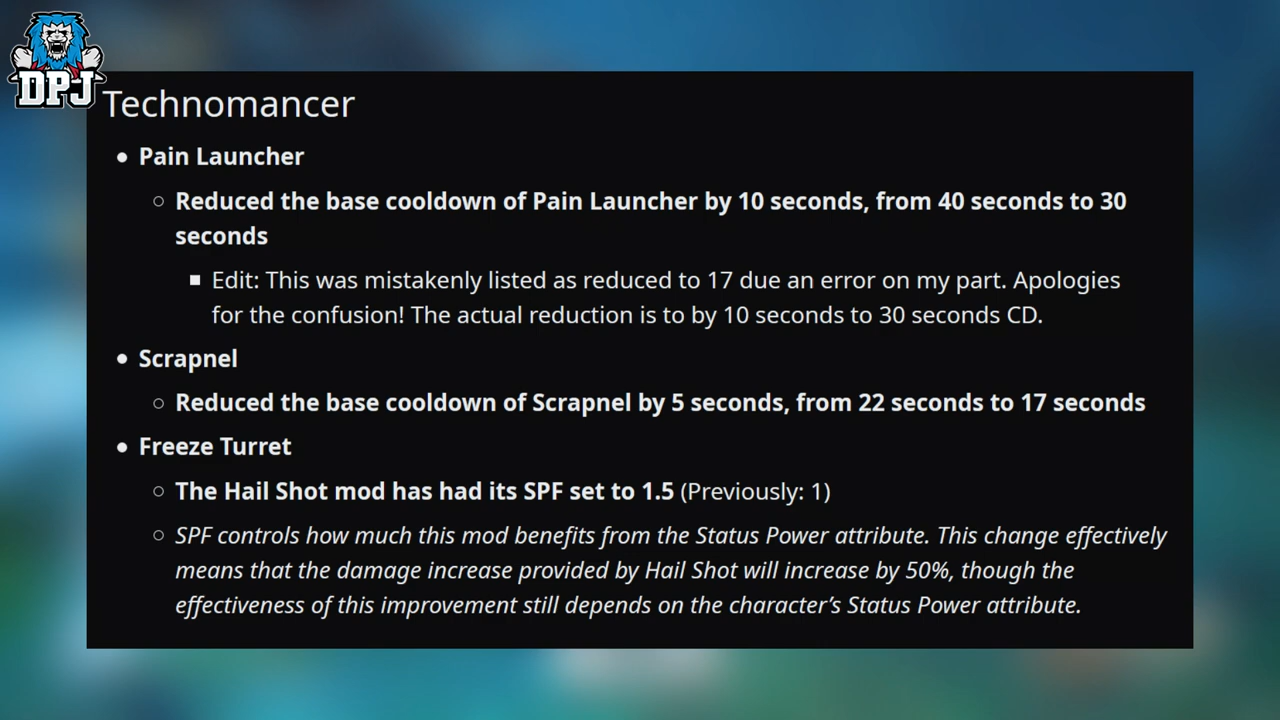 DPJ
Technomancer
• Pain Launcher
○ Reduced the base cooldown of Pain Launcher by 10 seconds, from 40 seconds to 30
seconds
■ Edit: This was mistakenly listed as reduced to 17 due an error on my part. Apologies
for the confusion! The actual reduction is to by 10 seconds to 30 seconds CD.
• Scrapnel
○ Reduced the base cooldown of Scrapnel by 5 seconds, from 22 seconds to 17 seconds
• Freeze Turret
○ The Hail Shot mod has had its SPF set to 1.5 (Previously: 1)
○ SPF controls how much this mod benefits from the Status Power attribute. This change effectively
means that the damage increase provided by Hail Shot will increase by 50%, though the
effectiveness of this improvement still depends on the character’s Status Power attribute.